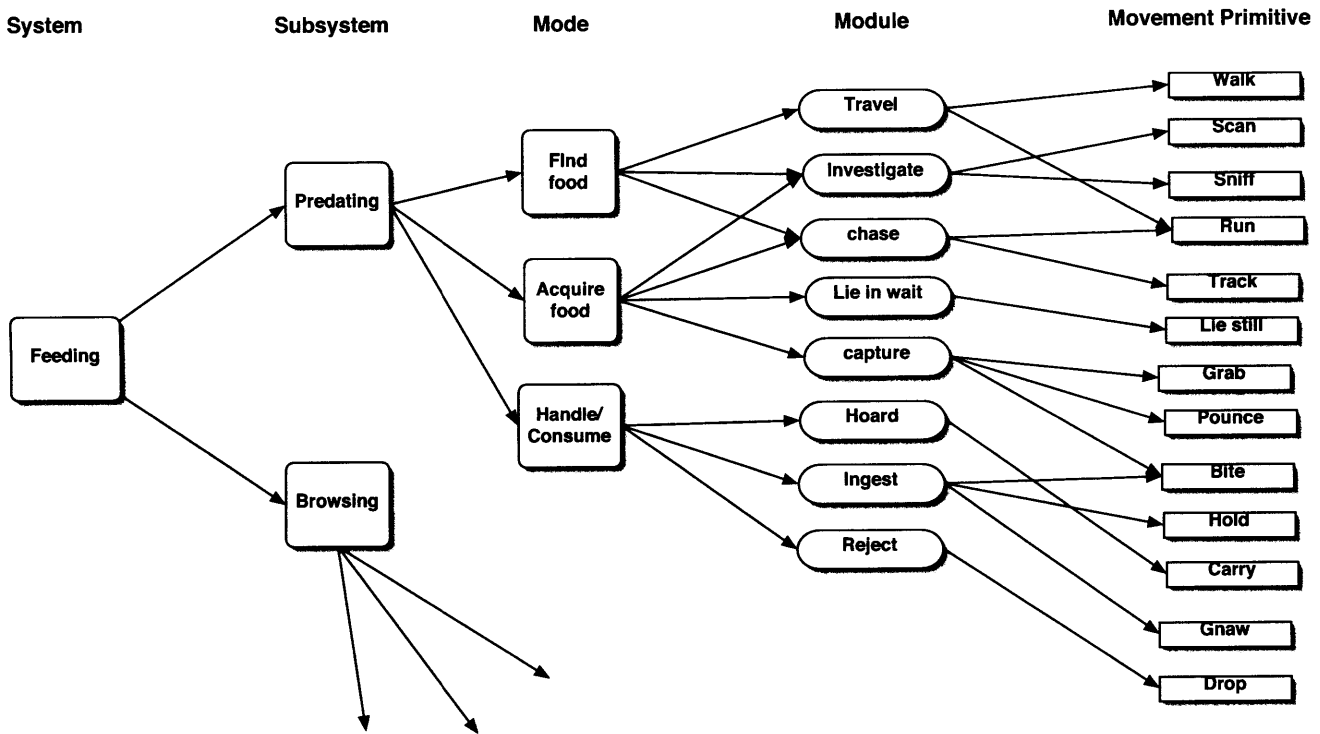 System
Subsystem
Mode
Module
Movement Primitive
Feeding
Predating
Browsing
FInd
food
Acquire
food
Handle/
Consume
Travel
Investigate
chase
Lie in wait
capture
Hoard
Ingest
Reject
Walk
Scan
Sniff
Run
Track
Lie still
Grab
Pounce
Bite
Hold
Carry
Gnaw
Drop